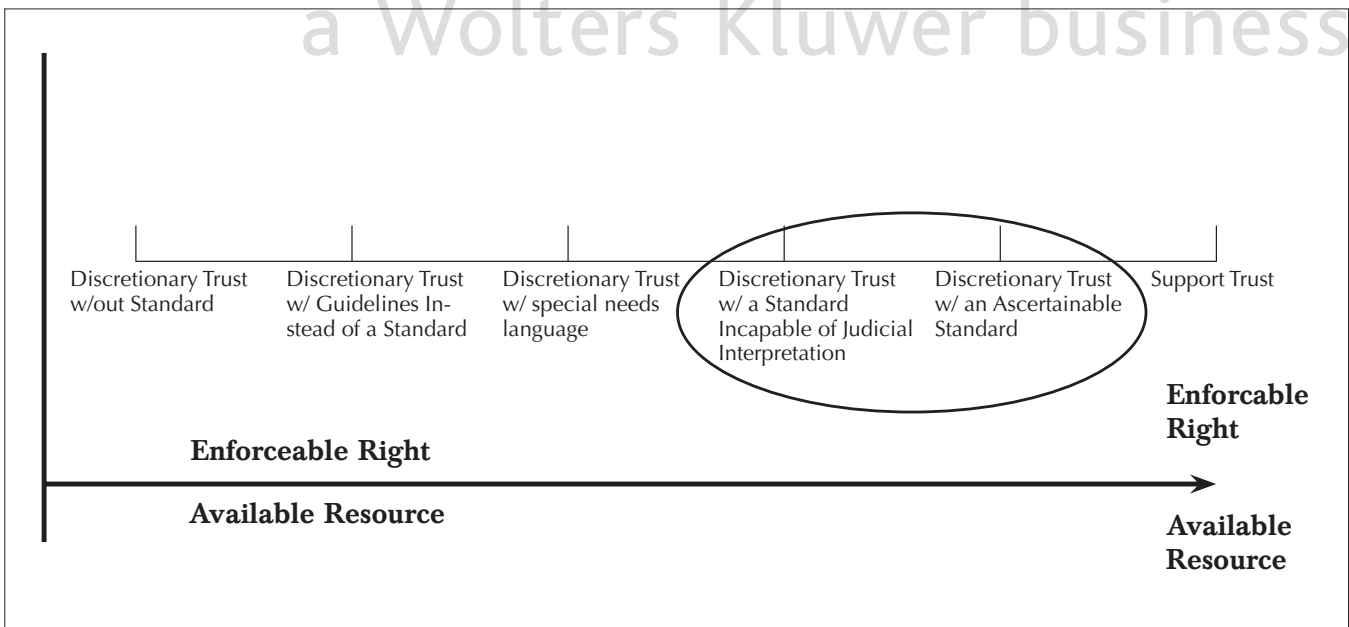 a Wolters Kluwer business
Discretionary Trust
w/out Standard
Discretionary Trust
w/ Guidelines In-
stead of a Standard
Discretionary Trust
w/ special needs
language
Discretionary Trust
w/ a Standard
Incapable of Judicial
Interpretation
Discretionary Trust
w/ an Ascertainable
Standard
Support Trust
Enforceable Right
Available Resource
Enforcable
Right
Available
Resource